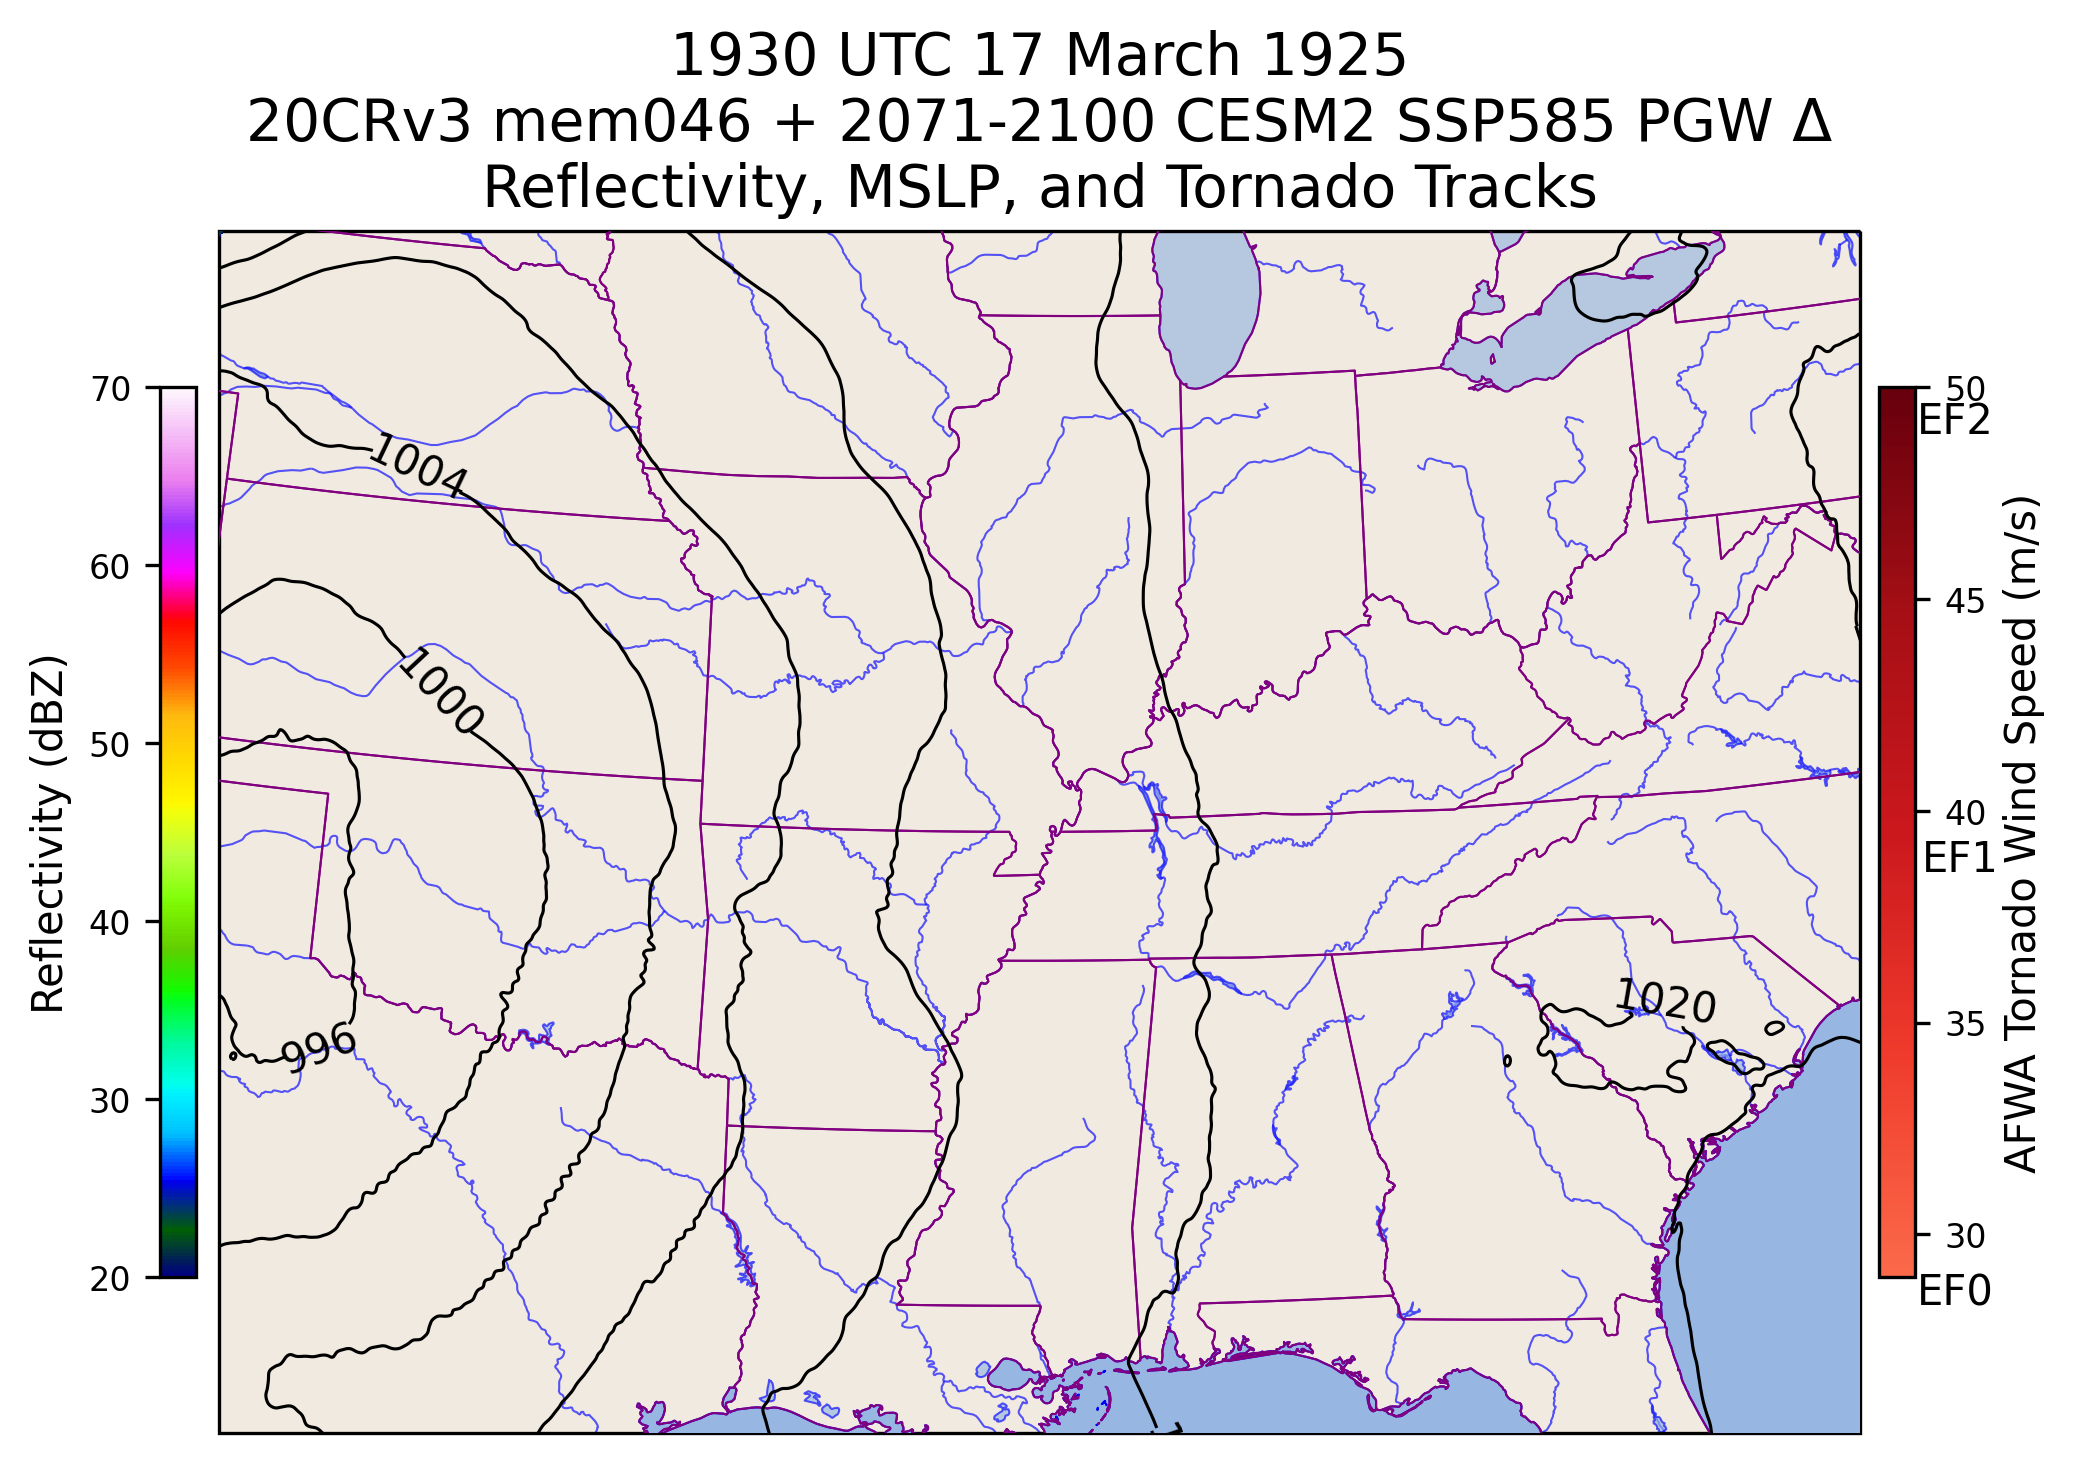 1930 UTC 17 March 1925
20CRv3 mem046 + 2071-2100 CESM2 SSP585 PGW Δ
Reflectivity, MSLP, and Tornado Tracks
70
60
50
40
30
20
Reflectivity (dBZ)
1004
1000
996
1020
50
EF2
45
40
EF1
35
30
EF0
AFWA Tornado Wind Speed (m/s)